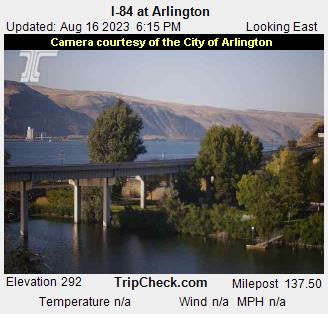 I-84 at Arlington
Updated: Aug 16 2023 6:15 PM Looking East
Camera courtesy of the City of Arlington
Elevation 292 TripCheck.com Milepost 137.50
Temperature n/a Wind n/a MPH n/a